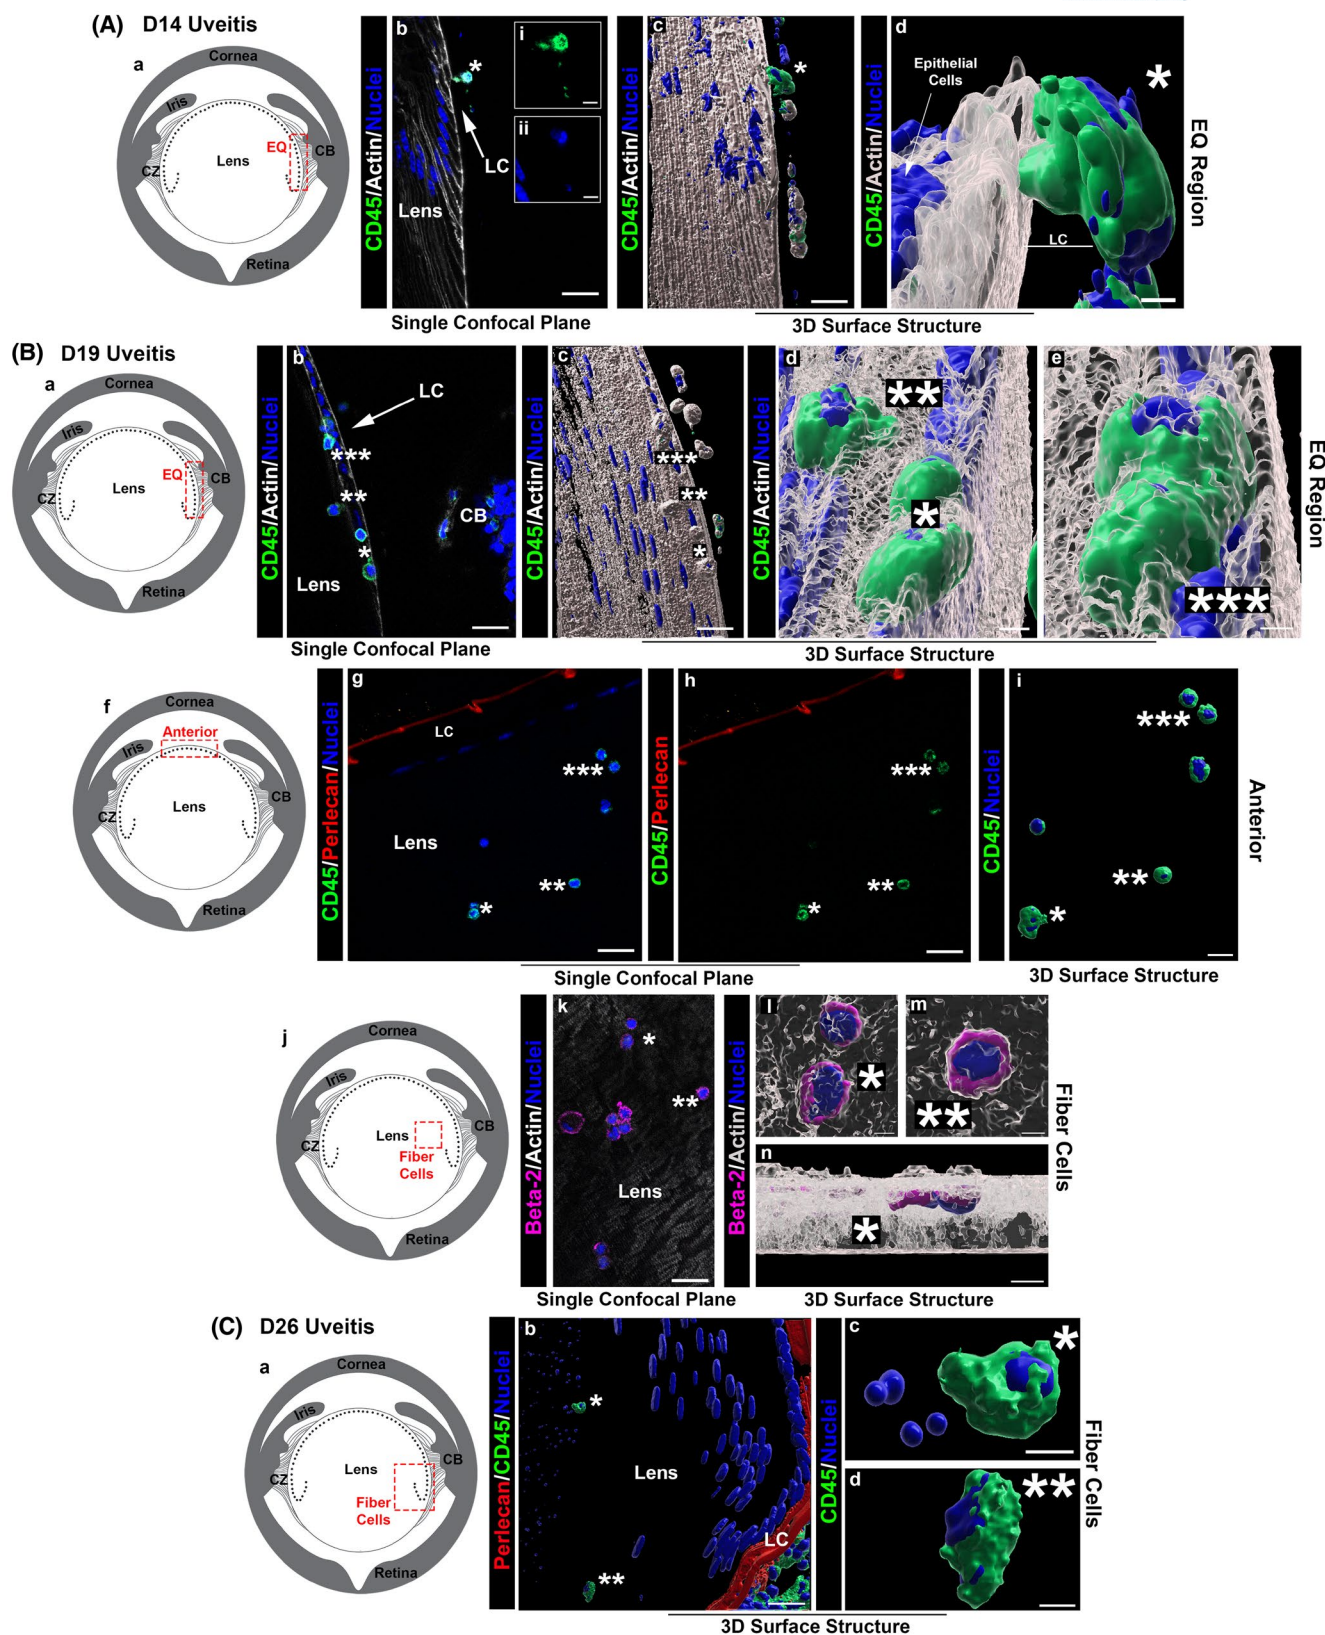 (A) D14 Uveitis
a
Cornea
Iris
EQ
CB
Lens
CZ
Retina
CD45/Actin/Nuclei
b
*
i
ii
LC
Lens
Single Confocal Plane
CD45/Actin/Nuclei
c
*
CD45/Actin/Nuclei
d
Epithelial
Cells
*
LC
3D Surface Structure
EQ Region
(B) D19 Uveitis
a
Cornea
Iris
EQ
CB
Lens
CZ
Retina
CD45/Actin/Nuclei
b
LC
***
**
*
CB
Lens
Single Confocal Plane
CD45/Actin/Nuclei
c
***
**
*
CD45/Actin/Nuclei
d
**
*
e
***
3D Surface Structure
EQ Region
f
Cornea
Anterior
Iris
CB
Lens
CZ
Retina
CD45/Perlecan/Nuclei
g
LC
***
Lens
**
*
CD45/Perlecan
h
***
**
*
Single Confocal Plane
CD45/Nuclei
i
***
**
*
3D Surface Structure
Anterior
j
Cornea
Iris
CB
Lens
CZ
Fiber
Cells
Retina
Beta-2/Actin/Nuclei
k
*
**
Lens
Single Confocal Plane
Beta-2/Actin/Nuclei
l
*
m
**
n
*
3D Surface Structure
Fiber Cells
(C) D26 Uveitis
a
Cornea
Iris
CB
Lens
CZ
Fiber
Cells
Retina
Perlecan/CD45/Nuclei
b
*
Lens
LC
**
CD45/Nuclei
c
*
d
**
3D Surface Structure
Fiber Cells